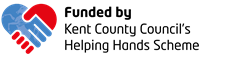 Funded by
Kent County Council's
Helping Hands Scheme